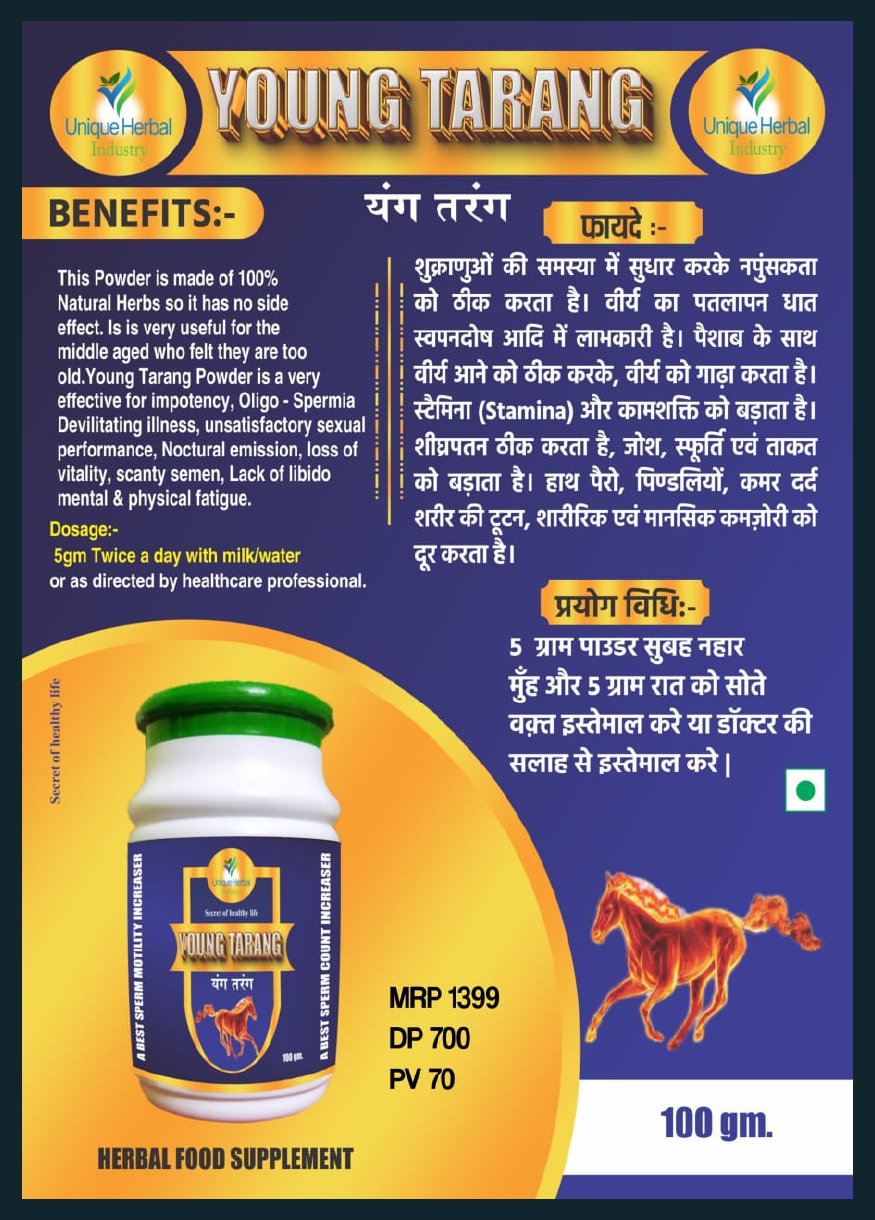 Unique Herbal
Industry
YOUNG TARANG
Unique Herbal
Industry
BENEFITS:-
यंग तरंग
This Powder is made of 100%
Natural Herbs so it has no side
effect. Is is very useful for the
middle aged who felt they are too
old.Young Tarang Powder is a very
effective for impotency, Oligo - Spermia
Devilitating illness, unsatisfactory sexual
performance, Noctural emission, loss of
vitality, scanty semen, Lack of libido
mental & physical fatigue.
Dosage:-
5gm Twice a day with milk/water
or as directed by healthcare professional.
फायदे :-
शुक्राणुओं की समस्या में सुधार करके नपुंसकता
को ठीक करता है। वीर्य का पतलापन धात
स्वपनदोष आदि में लाभकारी है। पैशाब के साथ
वीर्य आने को ठीक करके, वीर्य को गाढ़ा करता है।
स्टैमिना (Stamina) और कामशक्ति को बड़ाता है।
शीघ्रपतन ठीक करता है, जोश, स्फूर्ति एवं ताकत
को बड़ाता है। हाथ पैरो, पिण्डलियों, कमर दर्द
शरीर की टूटन, शारीरिक एवं मानसिक कमज़ोरी को
दूर करता है।
प्रयोग विधि:-
5 ग्राम पाउडर सुबह नहार
मुँह और 5 ग्राम रात को सोते
वक़्त इस्तेमाल करे या डॉक्टर की
सलाह से इस्तेमाल करे |
Secret of healthy life
A BEST SPERM MOTILITY INCREASER
Unique Herbal
Secret of healthy life
YOUNG TARANG
यंग तरंग
100 gm.
A BEST SPERM COUNT INCREASER
MRP 1399
DP 700
PV 70
HERBAL FOOD SUPPLEMENT
100 gm.